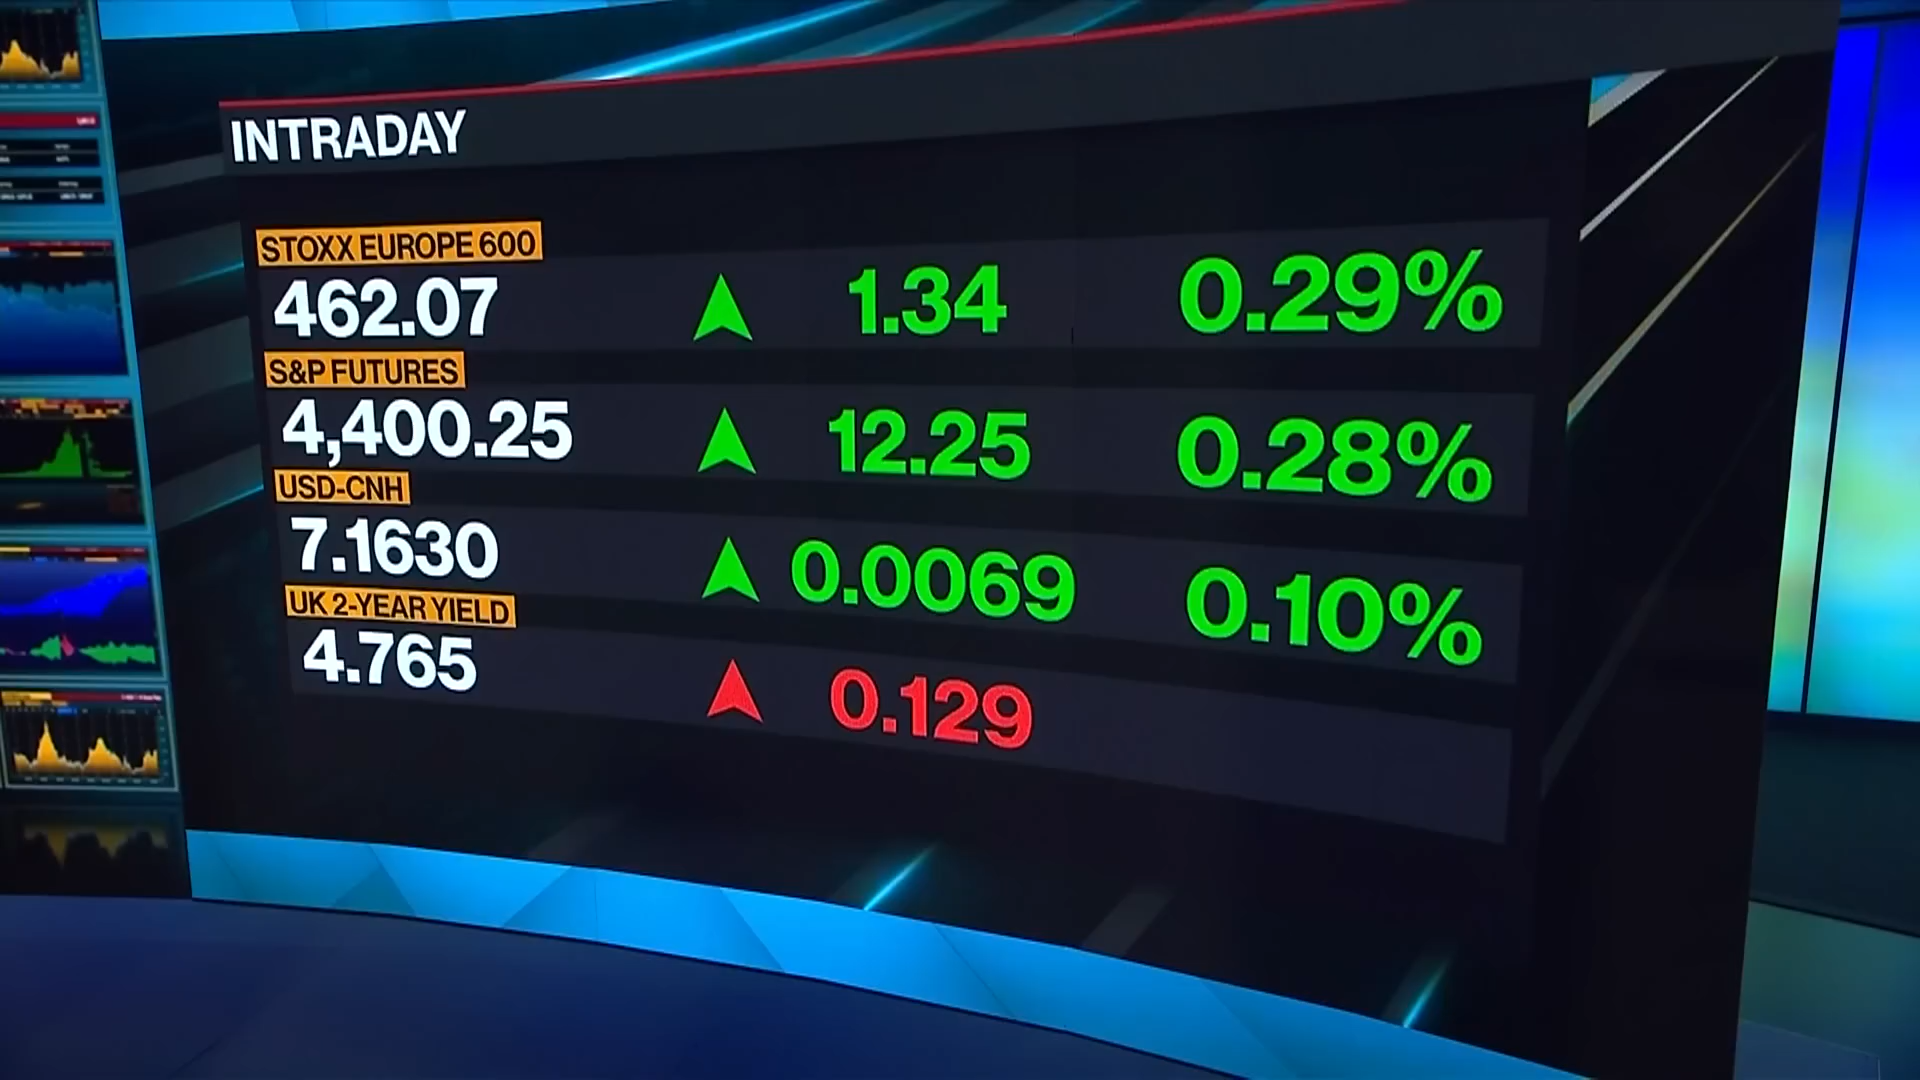 INTRADAY
STOXX EUROPE 600
462.07 ▲ 1.34 0.29%
S&P FUTURES
4,400.25 ▲ 12.25 0.28%
USD-CNH
7.1630 ▲ 0.0069 0.10%
UK 2-YEAR YIELD
4.765 ▲ 0.129